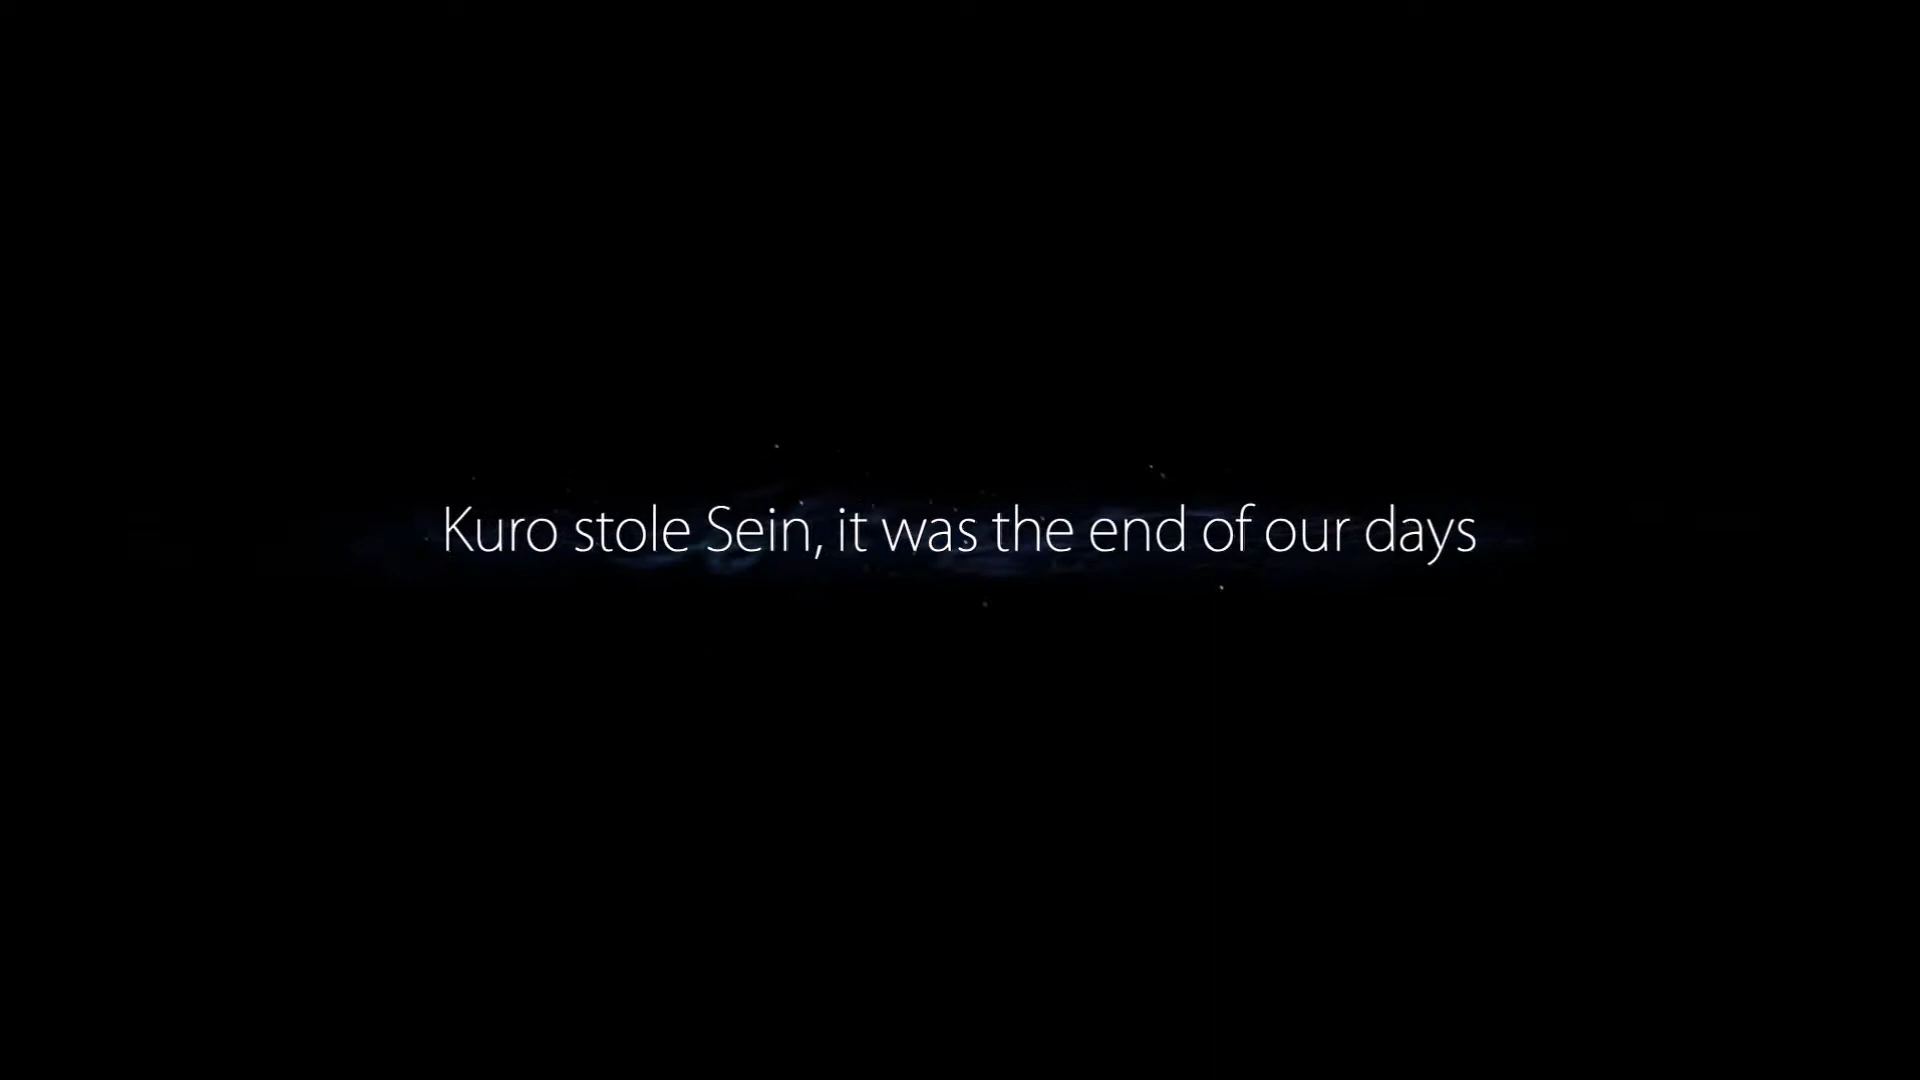 Kuro stole Sein, it was the end of our days